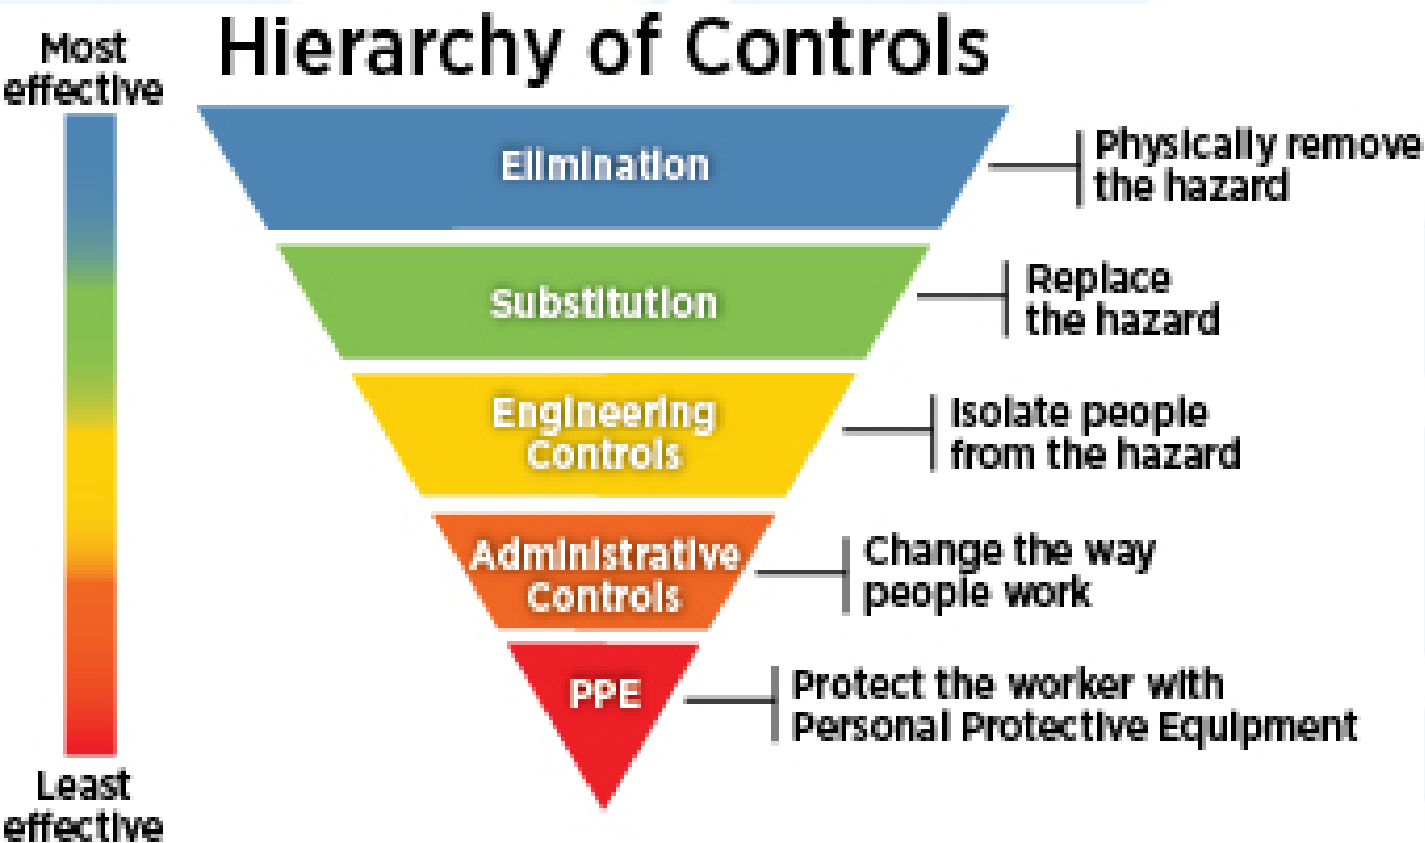 Hierarchy of Controls
Most
effective
Elimination
Physically remove
the hazard
Substitution
Replace
the hazard
Engineering
Controls
Isolate people
from the hazard
Administrative
Controls
Change the way
people work
PPE
Protect the worker with
Personal Protective Equipment
Least
effective